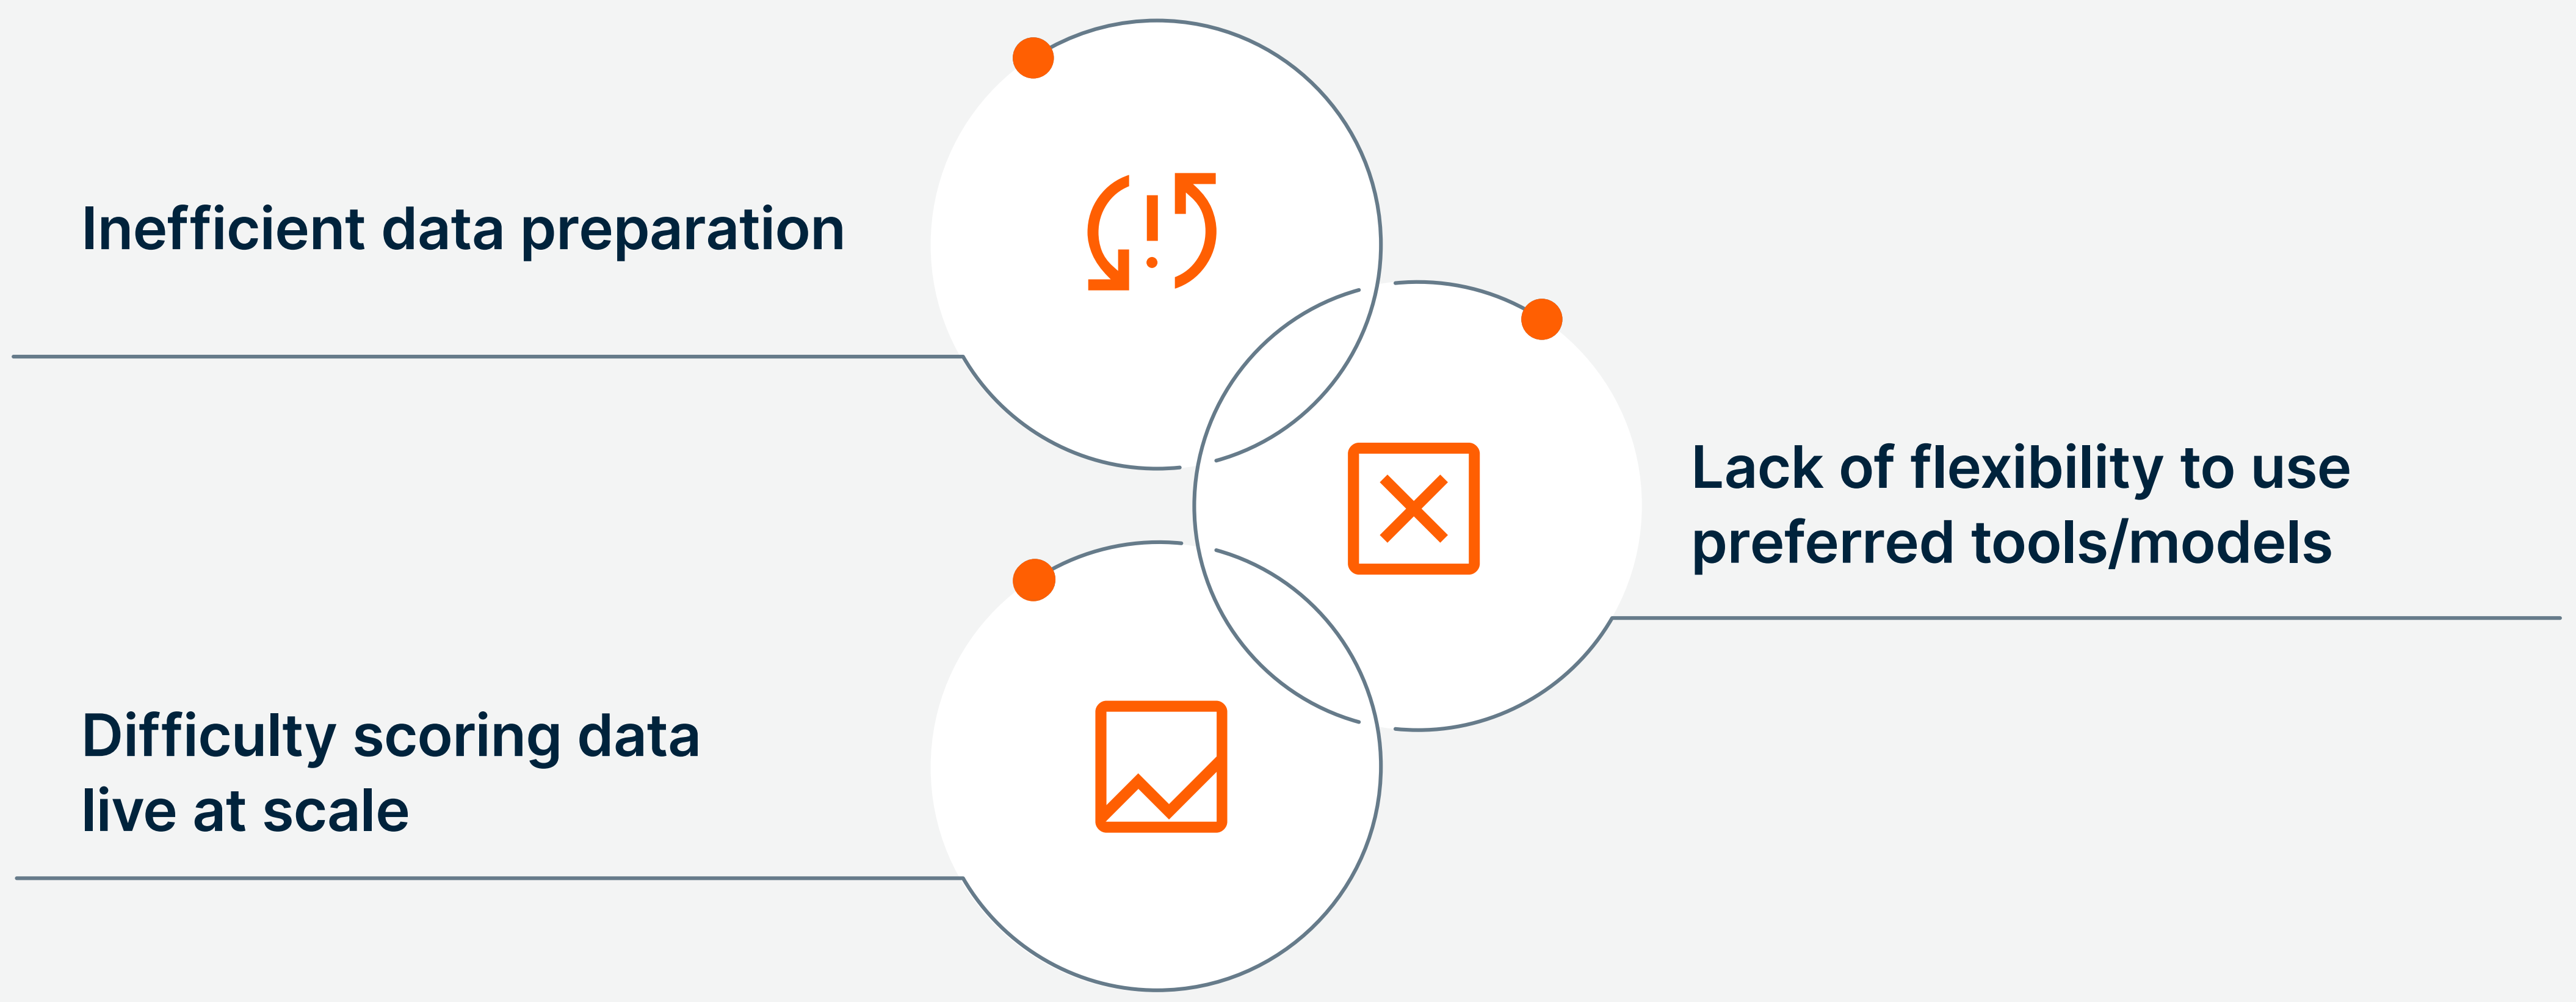 Inefficient data preparation
Lack of flexibility to use
preferred tools/models
Difficulty scoring data
live at scale